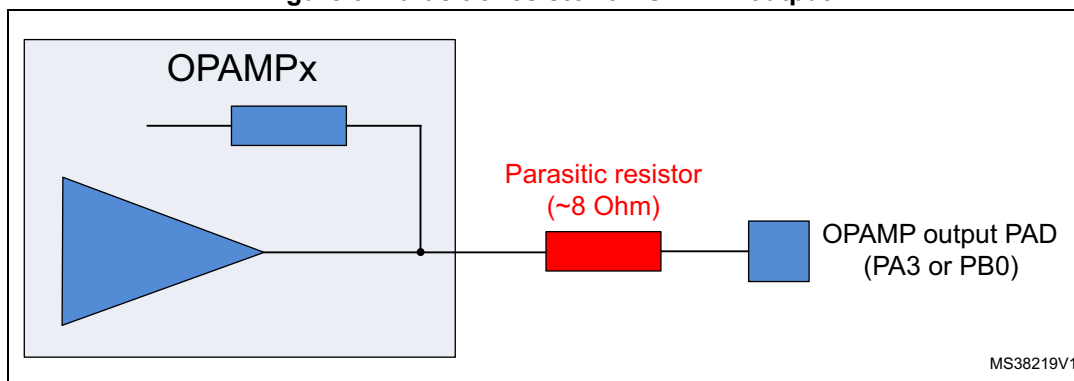 OPAMPx
Parasitic resistor
(~8 Ohm)
OPAMP output PAD
(PA3 or PB0)
MS38219V1